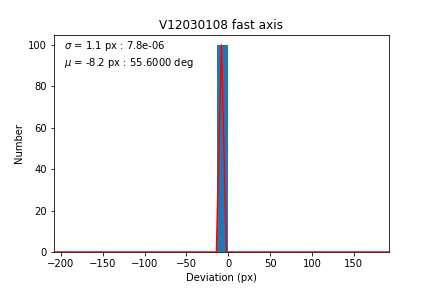 V12030108 fast axis
σ = 1.1 px : 7.8e-06
μ = -8.2 px : 55.6000 deg
Number
100
80
60
40
20
0
−200 −150 −100 −50 0 50 100 150
Deviation (px)